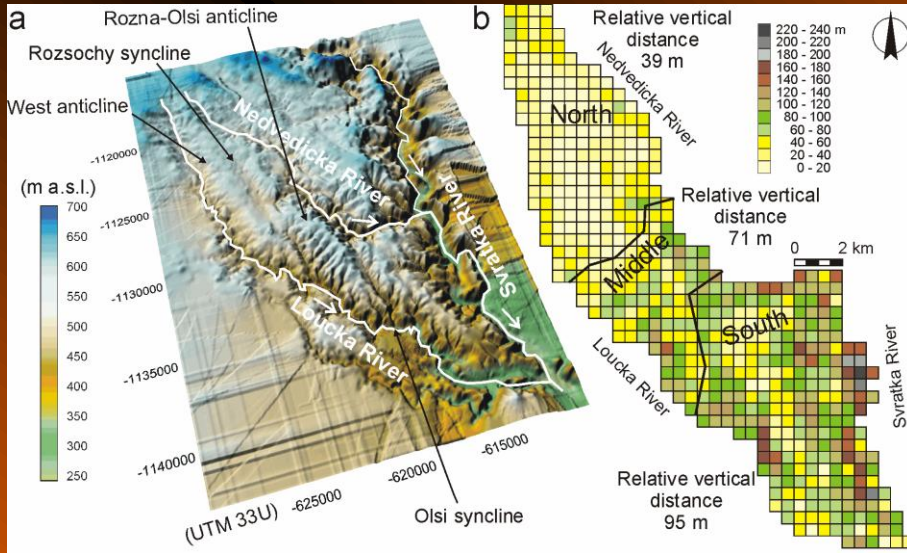 a
Rozna-Olsi anticline
Rozsochy syncline
West anticline
Nedvedicka River
Svratka River
Loucka River
(m a.s.l.)
700
650
600
550
500
450
400
350
300
250
-1120000
-1125000
-1130000
-1135000
-1140000
-625000
-620000
-615000
(UTM 33U)
Olsi syncline
b
Relative vertical
distance
39 m
220 - 240 m
200 - 220
180 - 200
160 - 180
140 - 160
120 - 140
100 - 120
80 - 100
60 - 80
40 - 60
20 - 40
0 - 20
Nedvedicka River
North
Relative vertical
distance
71 m
0 2 km
Middle
South
Loucka River
Svratka River
Relative vertical
distance
95 m